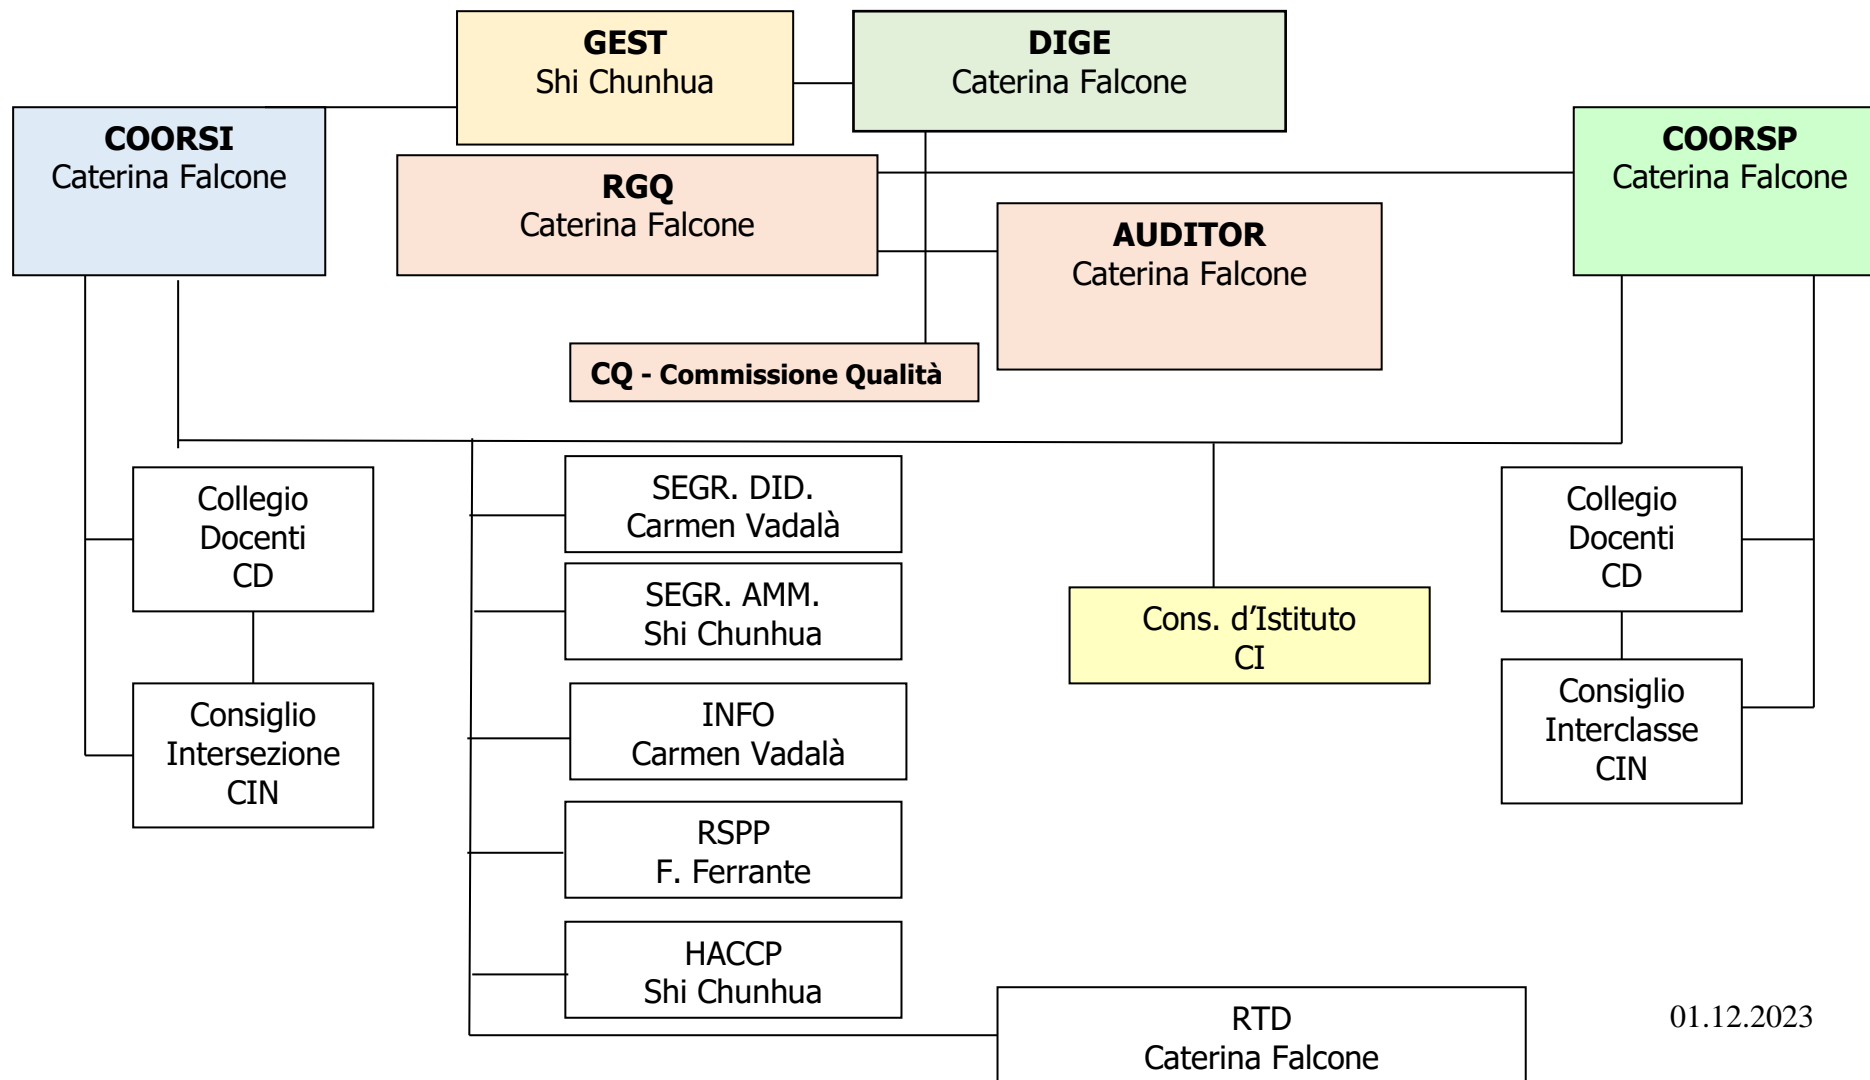 GEST
Shi Chunhua
DIGE
Caterina Falcone
COORSI
Caterina Falcone
COORSP
Caterina Falcone
RGQ
Caterina Falcone
AUDITOR
Caterina Falcone
CQ - Commissione Qualità
Collegio
Docenti
CD
SEGR. DID.
Carmen Vadalà
Collegio
Docenti
CD
SEGR. AMM.
Shi Chunhua
Cons. d’Istituto
CI
Consiglio
Intersezione
CIN
INFO
Carmen Vadalà
Consiglio
Interclasse
CIN
RSPP
F. Ferrante
HACCP
Shi Chunhua
RTD
Caterina Falcone
01.12.2023